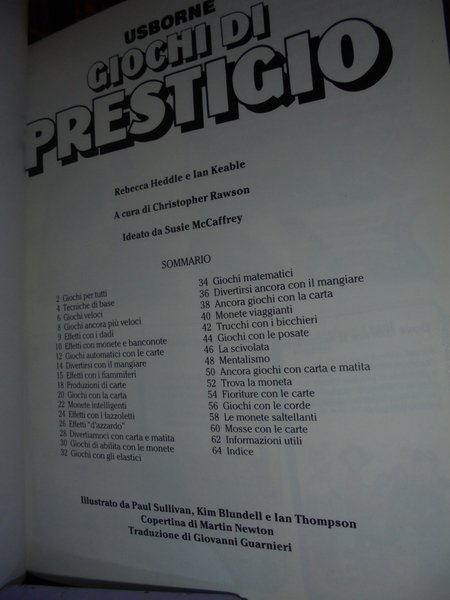 USBORNE
GIOCHI DI
PRESTIGIO
Rebecca Heddle e Ian Keable
A cura di Christopher Rawson
Ideato da Susie McCaffrey
SOMMARIO
2 Giochi per tutti
4 Tecniche di base
6 Giochi veloci
8 Giochi ancora più veloci
9 Effetti con i dadi
10 Effetti con monete e banconote
12 Giochi automatici con le carte
14 Divertirsi con il mangiare
15 Effetti con i fiammiferi
18 Produzioni di carte
20 Giochi con la carta
22 Monete intelligenti
24 Effetti con i fazzoletti
26 Effetti "d'azzardo"
28 Divertiamoci con carta e matita
30 Giochi di abilità con le monete
32 Giochi con gli elastici
34 Giochi matematici
36 Divertirsi ancora con il mangiare
38 Ancora giochi con la carta
40 Monete viaggianti
42 Trucchi con i bicchieri
44 Giochi con le posate
46 La scivolata
48 Mentalismo
50 Ancora giochi con carta e matita
52 Trova la moneta
54 Fioriture con le carte
56 Giochi con le corde
58 Le monete saltellanti
60 Mosse con le carte
62 Informazioni utili
64 Indice
Illustrato da Paul Sullivan, Kim Blundell e Ian Thompson
Copertina di Martin Newton
Traduzione di Giovanni Guarnieri